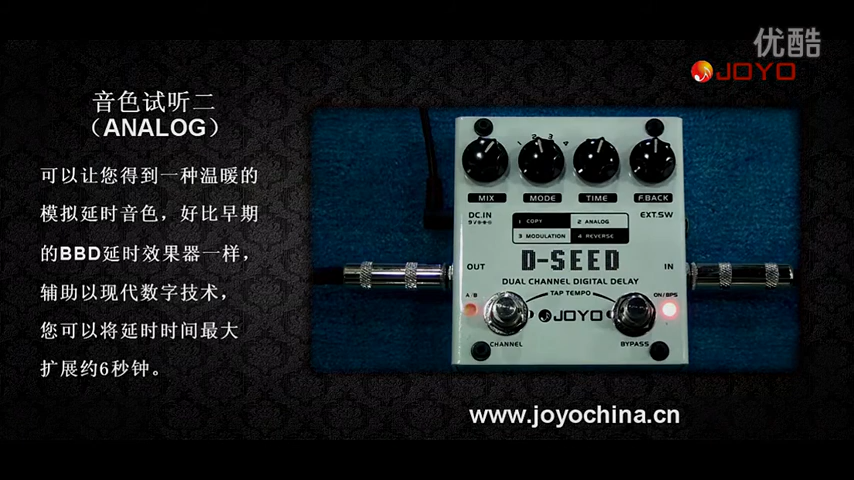 优酷
JOYO
音色试听二
（ANALOG）
可以让您得到一种温暖的
模拟延时音色，好比早期
的BBD延时效果器一样，
辅助以现代数字技术，
您可以将延时时间最大
扩展约6秒钟。
1 2 3 4
MIX MODE TIME F.BACK
DC.IN
EXT.SW
1 COPY 2 ANALOG
3 MODULATION 4 REVERSE
D-SEED
OUT IN
DUAL CHANNEL DIGITAL DELAY
A/B TAP TEMPO ON/BPS
JOYO
CHANNEL BYPASS
www.joyochina.cn